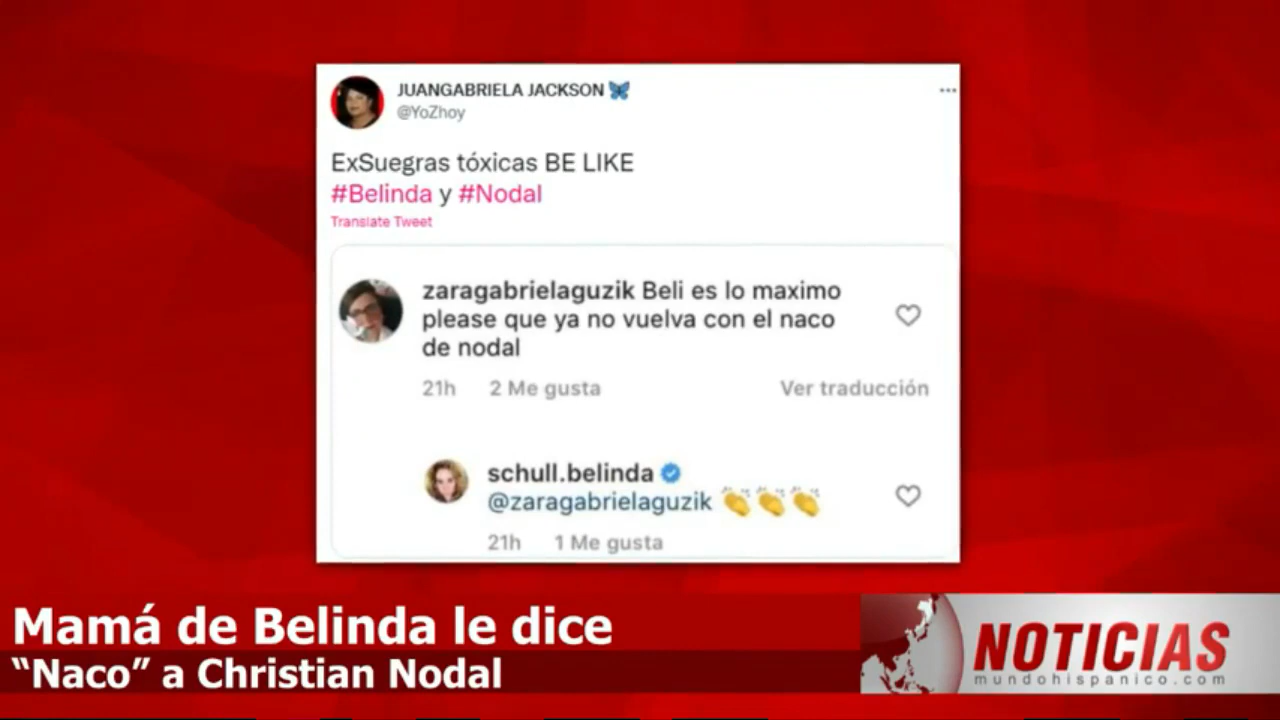 JUANGABRIELA JACKSON 🦋
@YoZhoy
ExSuegras tóxicas BE LIKE
#Belinda y #Nodal
Translate Tweet
zaragabrielaguzik Beli es lo maximo
please que ya no vuelva con el naco
de nodal
21h 2 Me gusta Ver traducción
schull.belinda
@zaragabrielaguzik 👏👏👏
21h 1 Me gusta
Mamá de Belinda le dice
“Naco” a Christian Nodal
NOTICIAS
mundohispanico.com